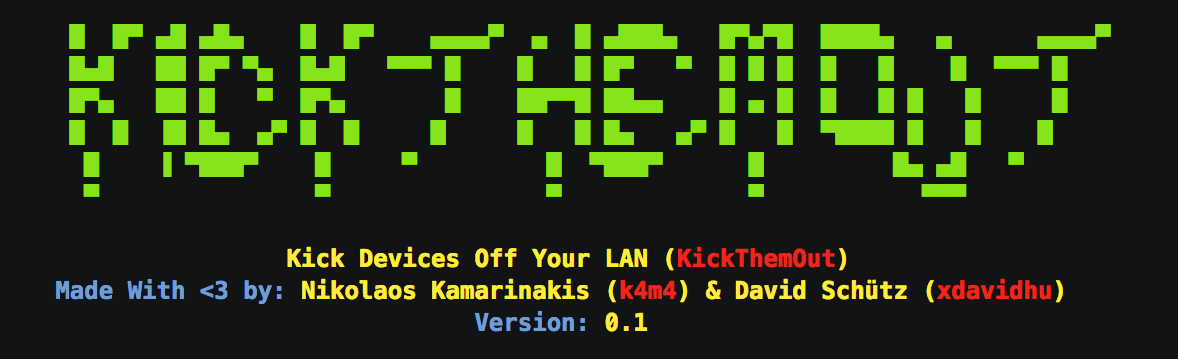 KICKTHEMOUT
Kick Devices Off Your LAN (KickThemOut)
Made With <3 by: Nikolaos Kamarinakis (k4m4) & David Schütz (xdavidhu)
Version: 0.1